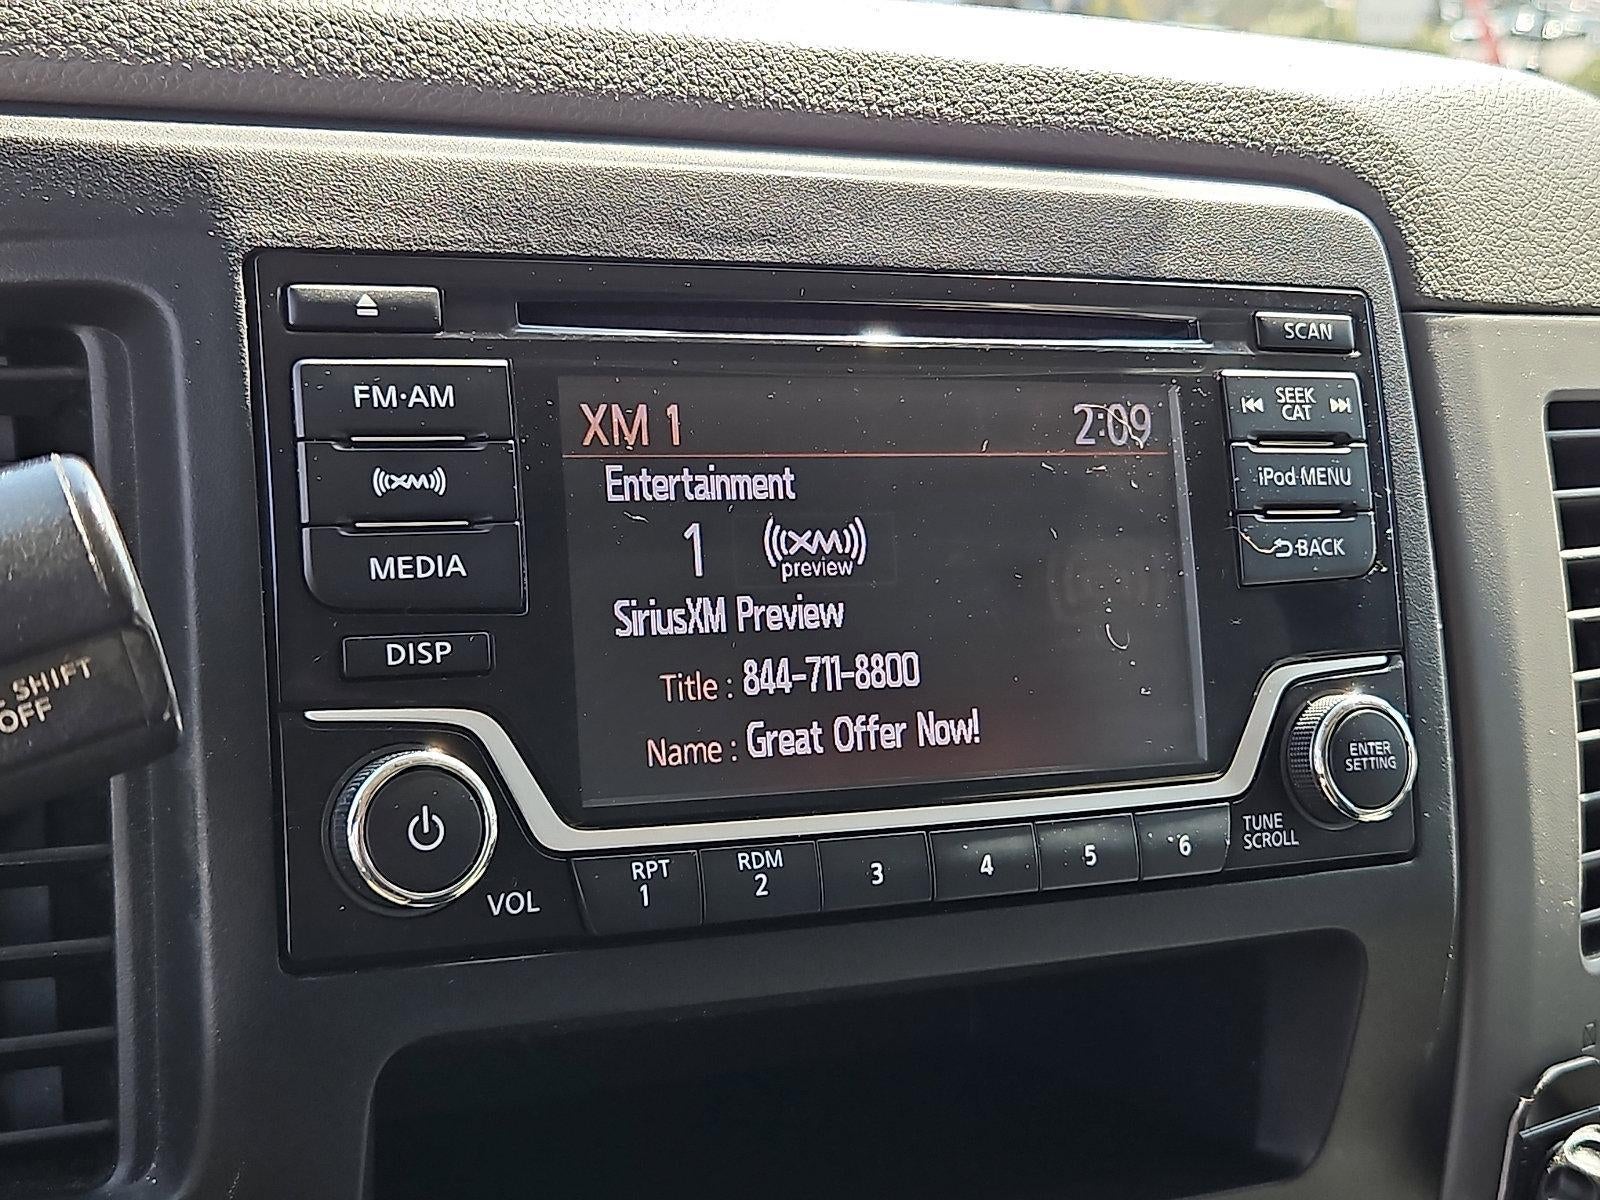 SCAN
FM·AM
XM
MEDIA
DISP
XM 1 2:09
Entertainment
1 XM
preview
SiriusXM Preview
Title : 844-711-8800
Name : Great Offer Now!
SEEK
CAT
iPod MENU
BACK
SHIFT
OFF
VOL
RPT
1
RDM
2
3
4
5
6
TUNE
SCROLL
ENTER
SETTING